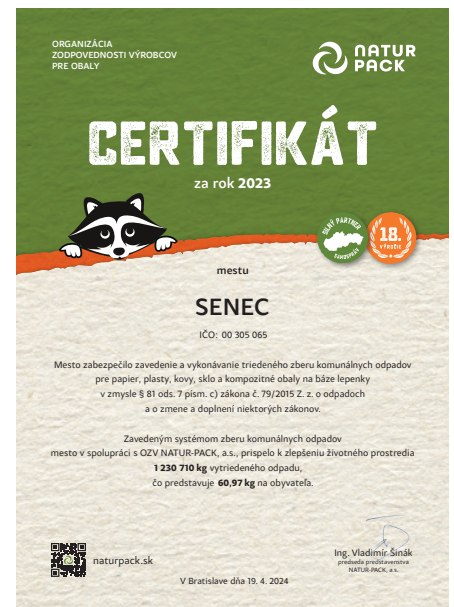 ORGANIZÁCIA
ZODPOVEDNOSTI VÝROBCOV
PRE OBALY
NATUR
PACK
CERTIFIKÁT
za rok 2023
SILNÝ PARTNER
SAMOSPRÁV
18.
VÝROČIE
mestu
SENEC
IČO: 00 305 065
Mesto zabezpečilo zavedenie a vykonávanie triedeného zberu komunálnych odpadov
pre papier, plasty, kovy, sklo a kompozitné obaly na báze lepenky
v zmysle § 81 ods. 7 písm. c) zákona č. 79/2015 Z. z. o odpadoch
a o zmene a doplnení niektorých zákonov.
Zavedeným systémom zberu komunálnych odpadov
mesto v spolupráci s OZV NATUR-PACK, a.s., prispelo k zlepšeniu životného prostredia
1 230 710 kg vytriedeného odpadu,
čo predstavuje 60,97 kg na obyvateľa.
naturpack.sk
Ing. Vladimír Šinák
predseda predstavenstva
NATUR-PACK, a.s.
V Bratislave dňa 19. 4. 2024